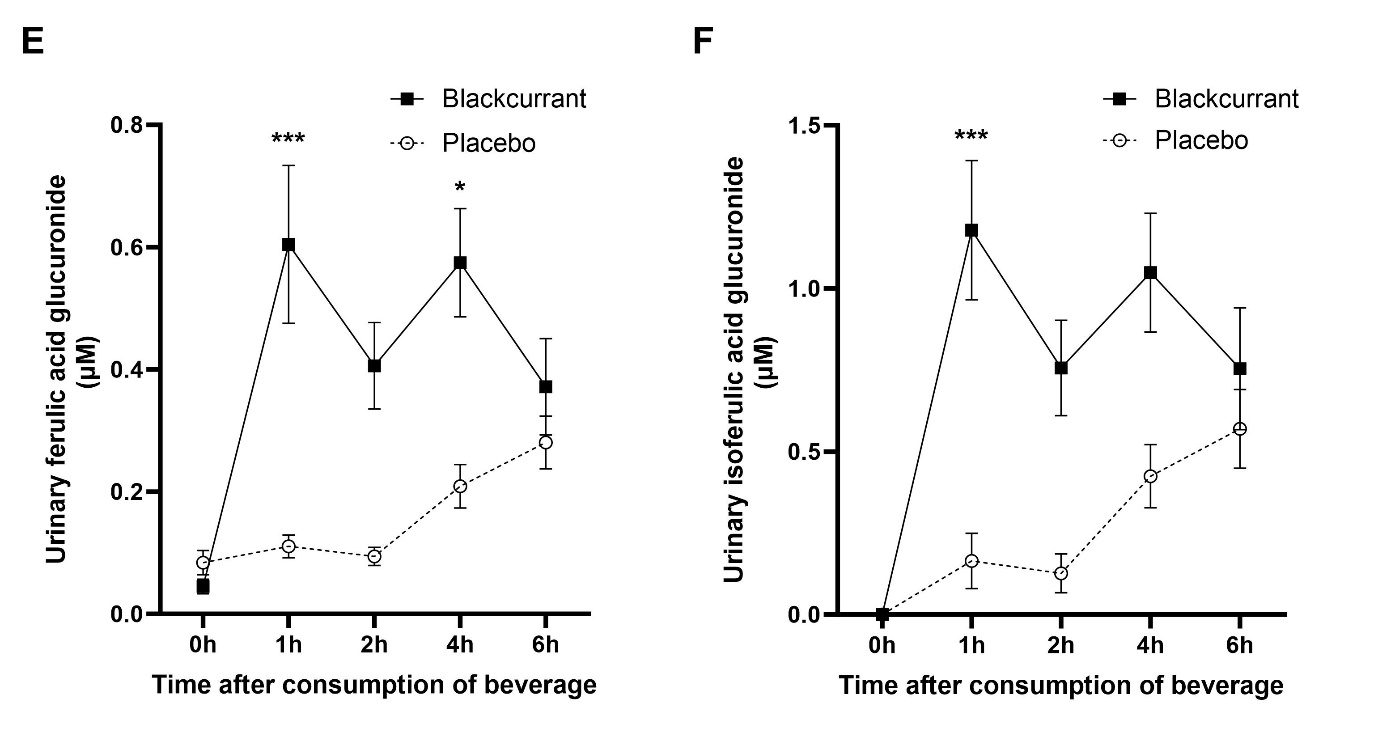 E
Blackcurrant
Placebo
0.8
0.6
0.4
0.2
0.0
***
*
Urinary ferulic acid glucuronide
(µM)
0h 1h 2h 4h 6h
Time after consumption of beverage
F
Blackcurrant
Placebo
1.5
1.0
0.5
0.0
***
Urinary isoferulic acid glucuronide
(µM)
0h 1h 2h 4h 6h
Time after consumption of beverage